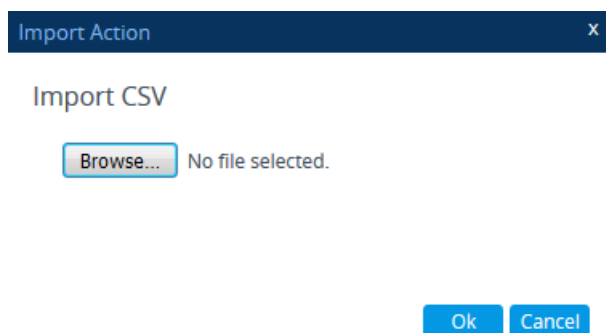 Import Action x
Import CSV
Browse... No file selected.
Ok Cancel